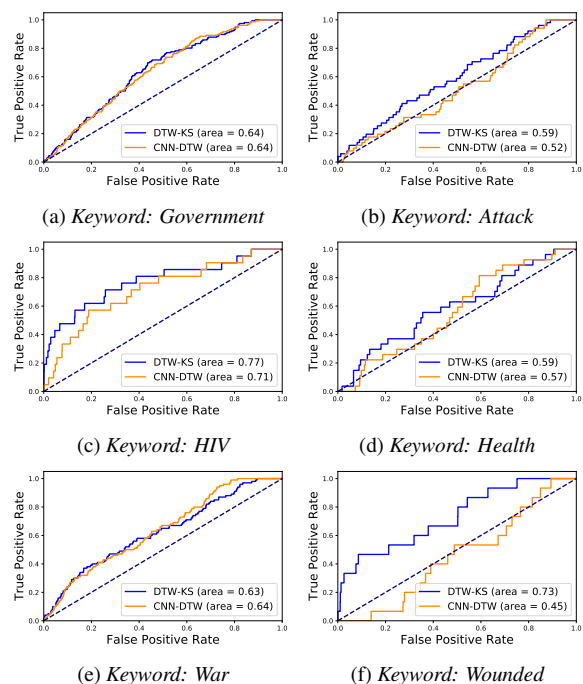 1.0
0.8
0.6
0.4
0.2
0.0
True Positive Rate
DTW-KS (area = 0.64)
CNN-DTW (area = 0.64)
0.0 0.2 0.4 0.6 0.8 1.0
False Positive Rate
(a) Keyword: Government
1.0
0.8
0.6
0.4
0.2
0.0
True Positive Rate
DTW-KS (area = 0.59)
CNN-DTW (area = 0.52)
0.0 0.2 0.4 0.6 0.8 1.0
False Positive Rate
(b) Keyword: Attack
1.0
0.8
0.6
0.4
0.2
0.0
True Positive Rate
DTW-KS (area = 0.77)
CNN-DTW (area = 0.71)
0.0 0.2 0.4 0.6 0.8 1.0
False Positive Rate
(c) Keyword: HIV
1.0
0.8
0.6
0.4
0.2
0.0
True Positive Rate
DTW-KS (area = 0.59)
CNN-DTW (area = 0.57)
0.0 0.2 0.4 0.6 0.8 1.0
False Positive Rate
(d) Keyword: Health
1.0
0.8
0.6
0.4
0.2
0.0
True Positive Rate
DTW-KS (area = 0.63)
CNN-DTW (area = 0.64)
0.0 0.2 0.4 0.6 0.8 1.0
False Positive Rate
(e) Keyword: War
1.0
0.8
0.6
0.4
0.2
0.0
True Positive Rate
DTW-KS (area = 0.73)
CNN-DTW (area = 0.45)
0.0 0.2 0.4 0.6 0.8 1.0
False Positive Rate
(f) Keyword: Wounded